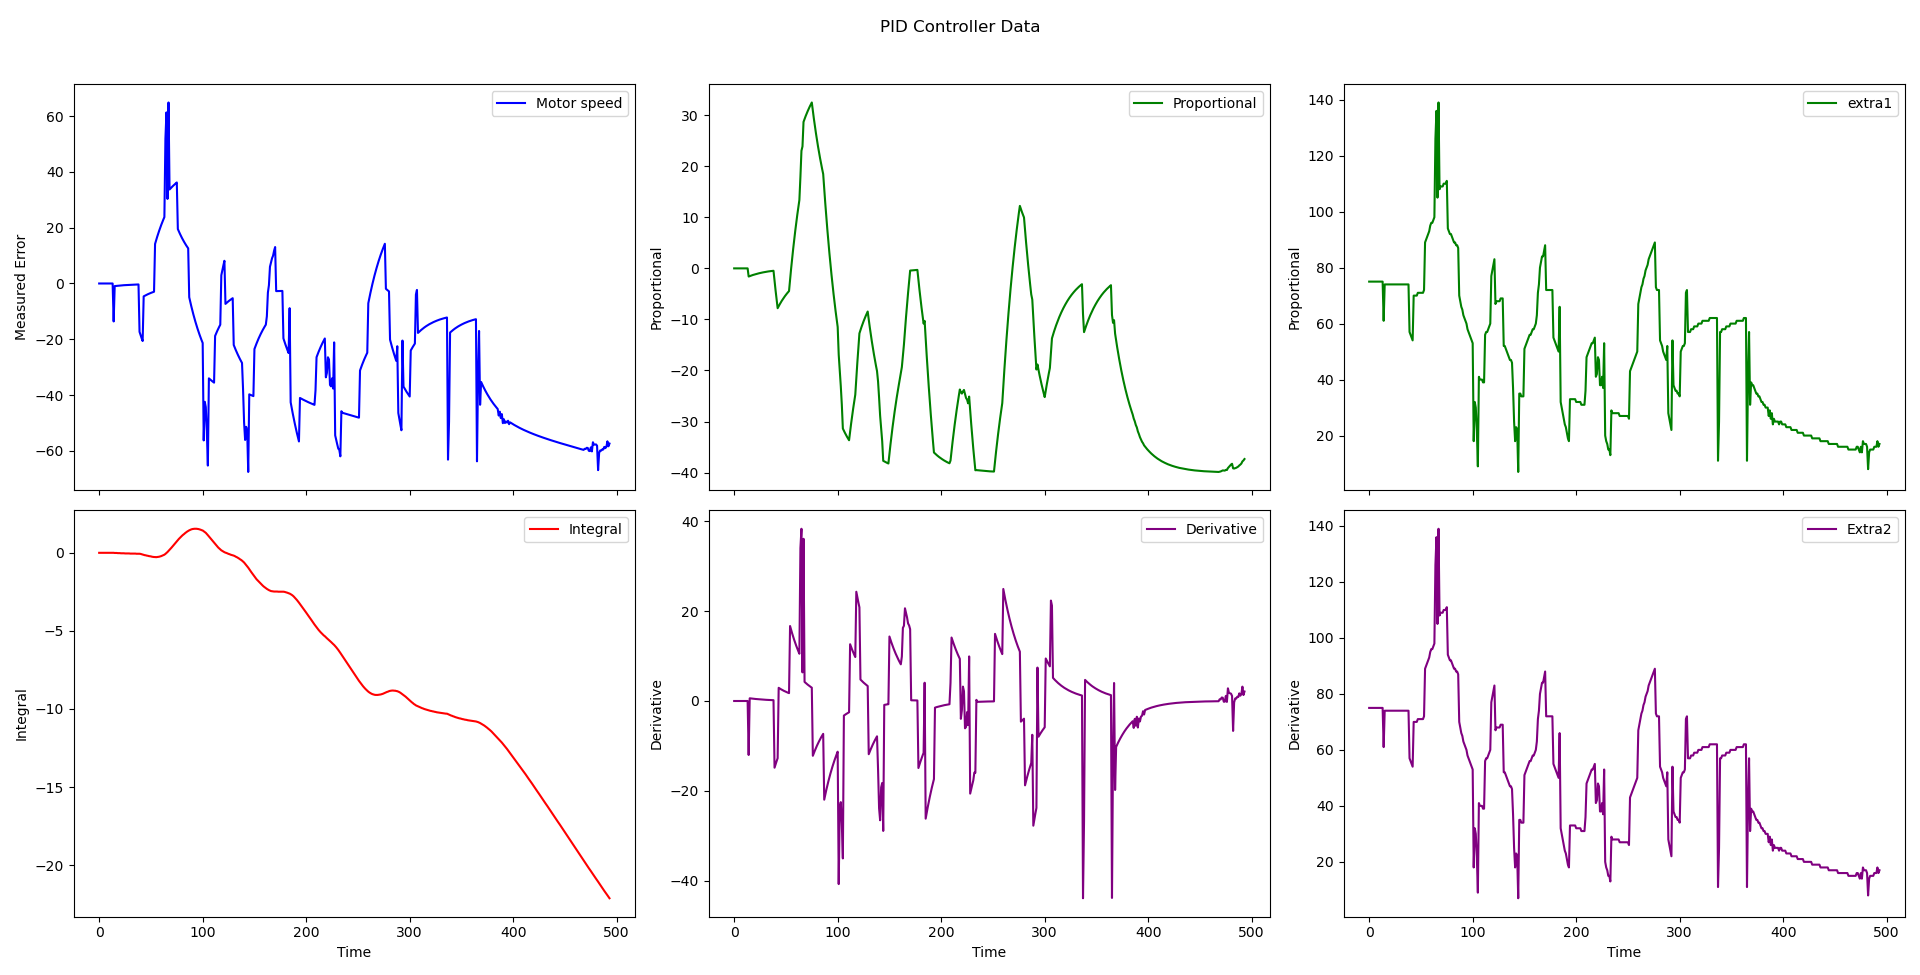 PID Controller Data
Measured Error
60
40
20
0
−20
−40
−60
Motor speed
Proportional
30
20
10
0
−10
−20
−30
−40
Proportional
Proportional
140
120
100
80
60
40
20
extra1
Integral
0
−5
−10
−15
−20
Integral
0 100 200 300 400 500
Time
Derivative
40
20
0
−20
−40
Derivative
0 100 200 300 400 500
Time
Derivative
140
120
100
80
60
40
20
Extra2
0 100 200 300 400 500
Time